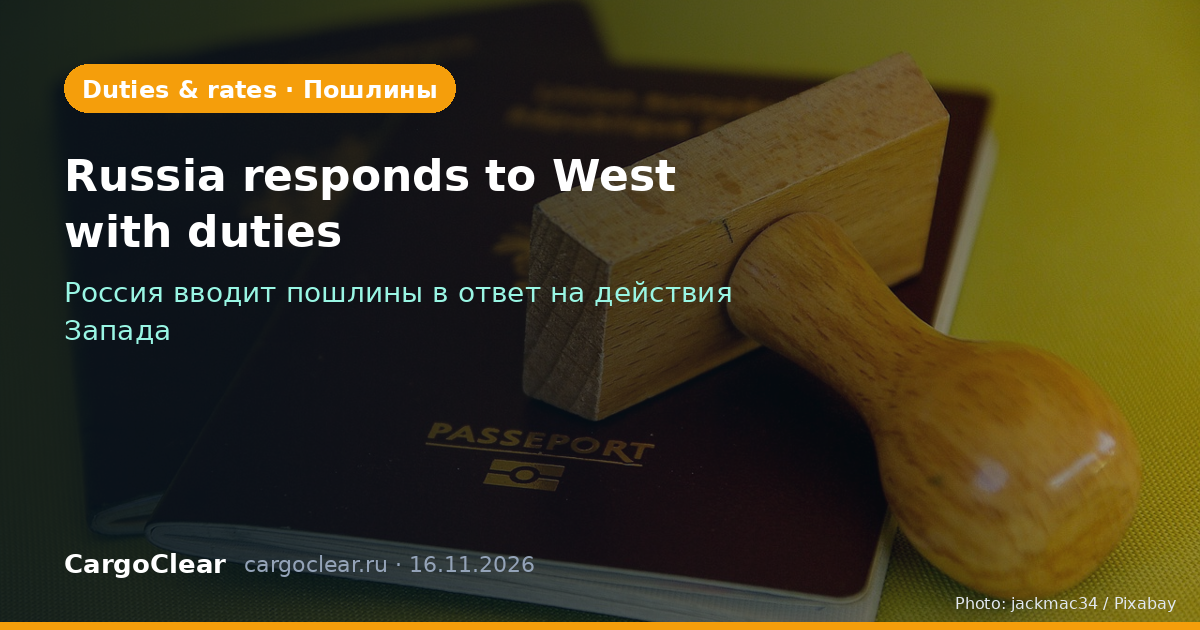 Duties & rates · Пошлины
Russia responds to West
with duties
Россия вводит пошлины в ответ на действия
Запада
PASSEPORT
CargoClear cargoclear.ru · 16.11.2026
Photo: jackmac34 / Pixabay